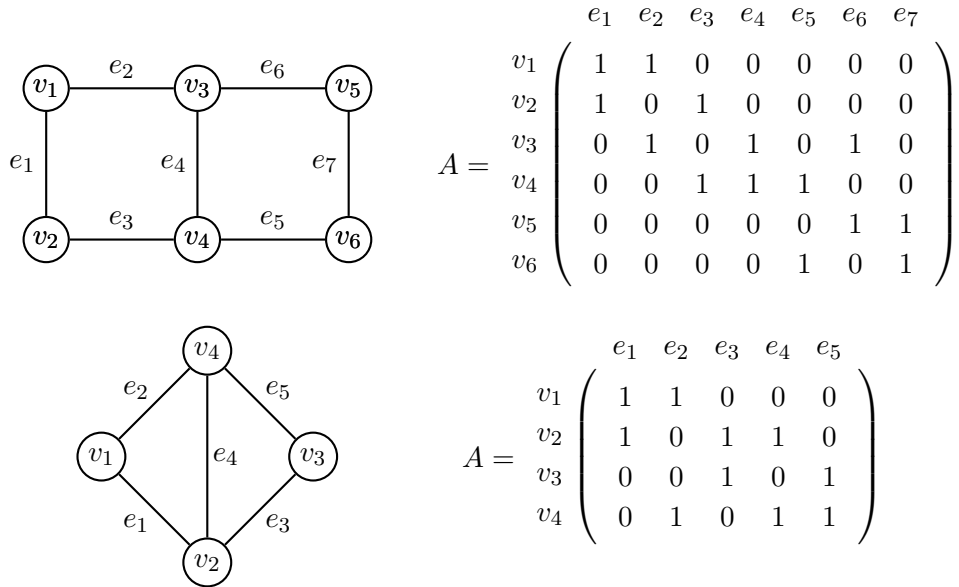 e₁ e₂ e₃ e₄ e₅ e₆ e₇
v₁ e₂ v₃ e₆ v₅
e₁ e₄ e₇
v₂ e₃ v₄ e₅ v₆
A =
v₁ 1 1 0 0 0 0 0
v₂ 1 0 1 0 0 0 0
v₃ 0 1 0 1 0 1 0
v₄ 0 0 1 1 1 0 0
v₅ 0 0 0 0 0 1 1
v₆ 0 0 0 0 1 0 1
v₄
e₂ e₅
v₁ e₄ v₃
e₁ e₃
v₂
e₁ e₂ e₃ e₄ e₅
A =
v₁ 1 1 0 0 0
v₂ 1 0 1 1 0
v₃ 0 0 1 0 1
v₄ 0 1 0 1 1